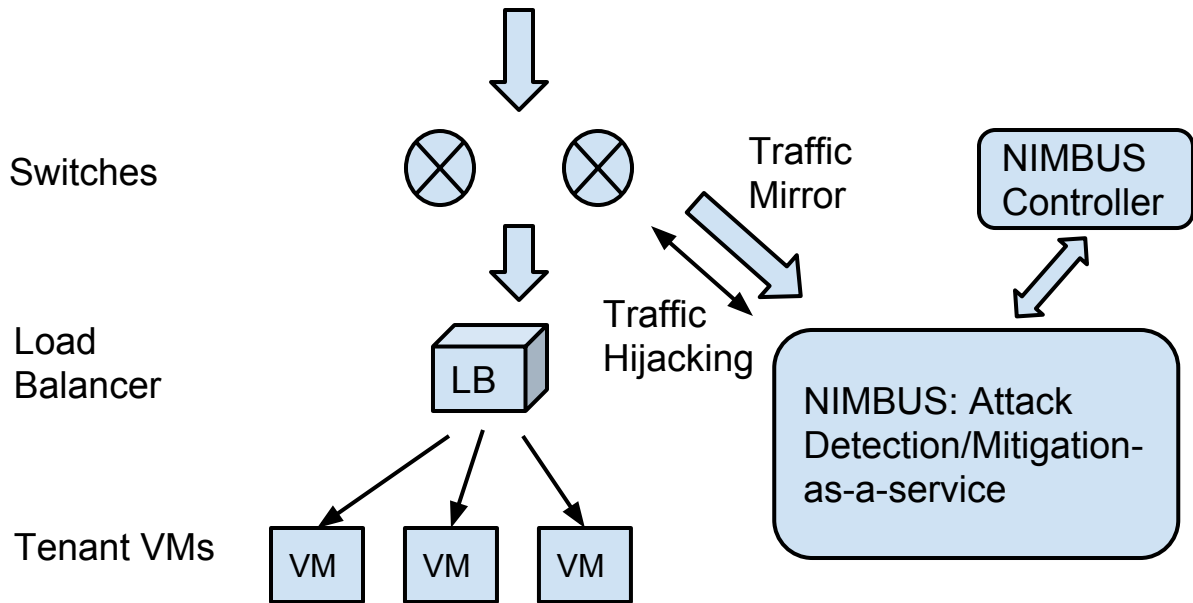 Switches
Traffic
Mirror
NIMBUS
Controller
Traffic
Hijacking
Load
Balancer
LB
NIMBUS: Attack
Detection/Mitigation-
as-a-service
Tenant VMs
VM
VM
VM